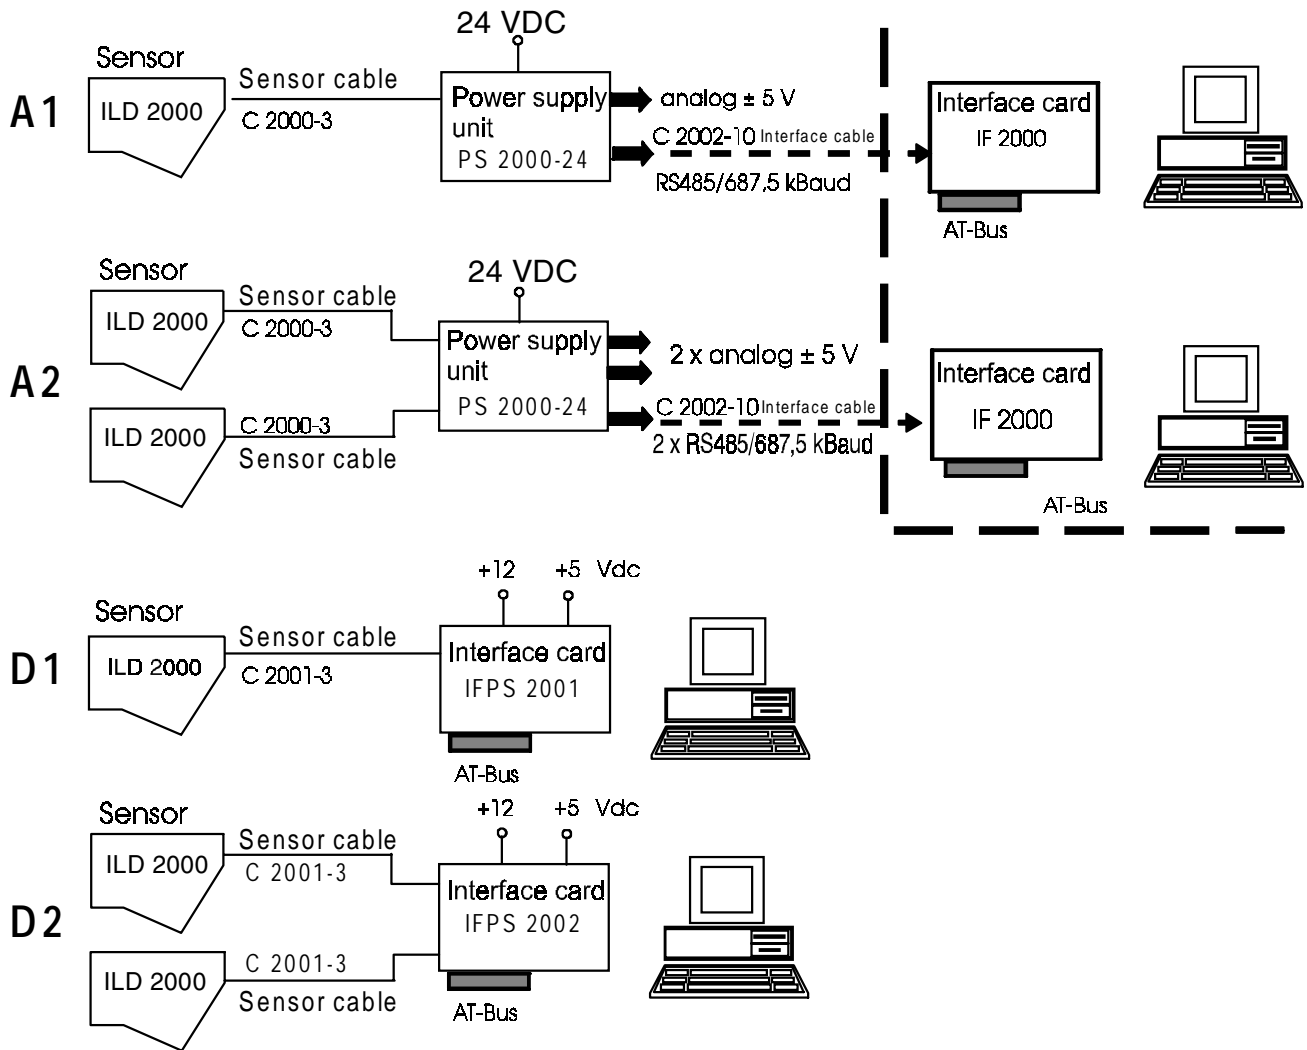 A1
Sensor
ILD 2000
Sensor cable
C 2000-3
24 VDC
Power supply
unit
PS 2000-24
analog ± 5 V
C 2002-10 Interface cable
RS485/687,5 kBaud
Interface card
IF 2000
AT-Bus
A2
Sensor
ILD 2000
Sensor cable
C 2000-3
ILD 2000
C 2000-3
Sensor cable
24 VDC
Power supply
unit
PS 2000-24
2 x analog ± 5 V
C 2002-10 Interface cable
2 x RS485/687,5 kBaud
Interface card
IF 2000
AT-Bus
D1
Sensor
ILD 2000
Sensor cable
C 2001-3
+12 +5 Vdc
Interface card
IFPS 2001
AT-Bus
D2
Sensor
ILD 2000
Sensor cable
C 2001-3
ILD 2000
C 2001-3
Sensor cable
+12 +5 Vdc
Interface card
IFPS 2002
AT-Bus